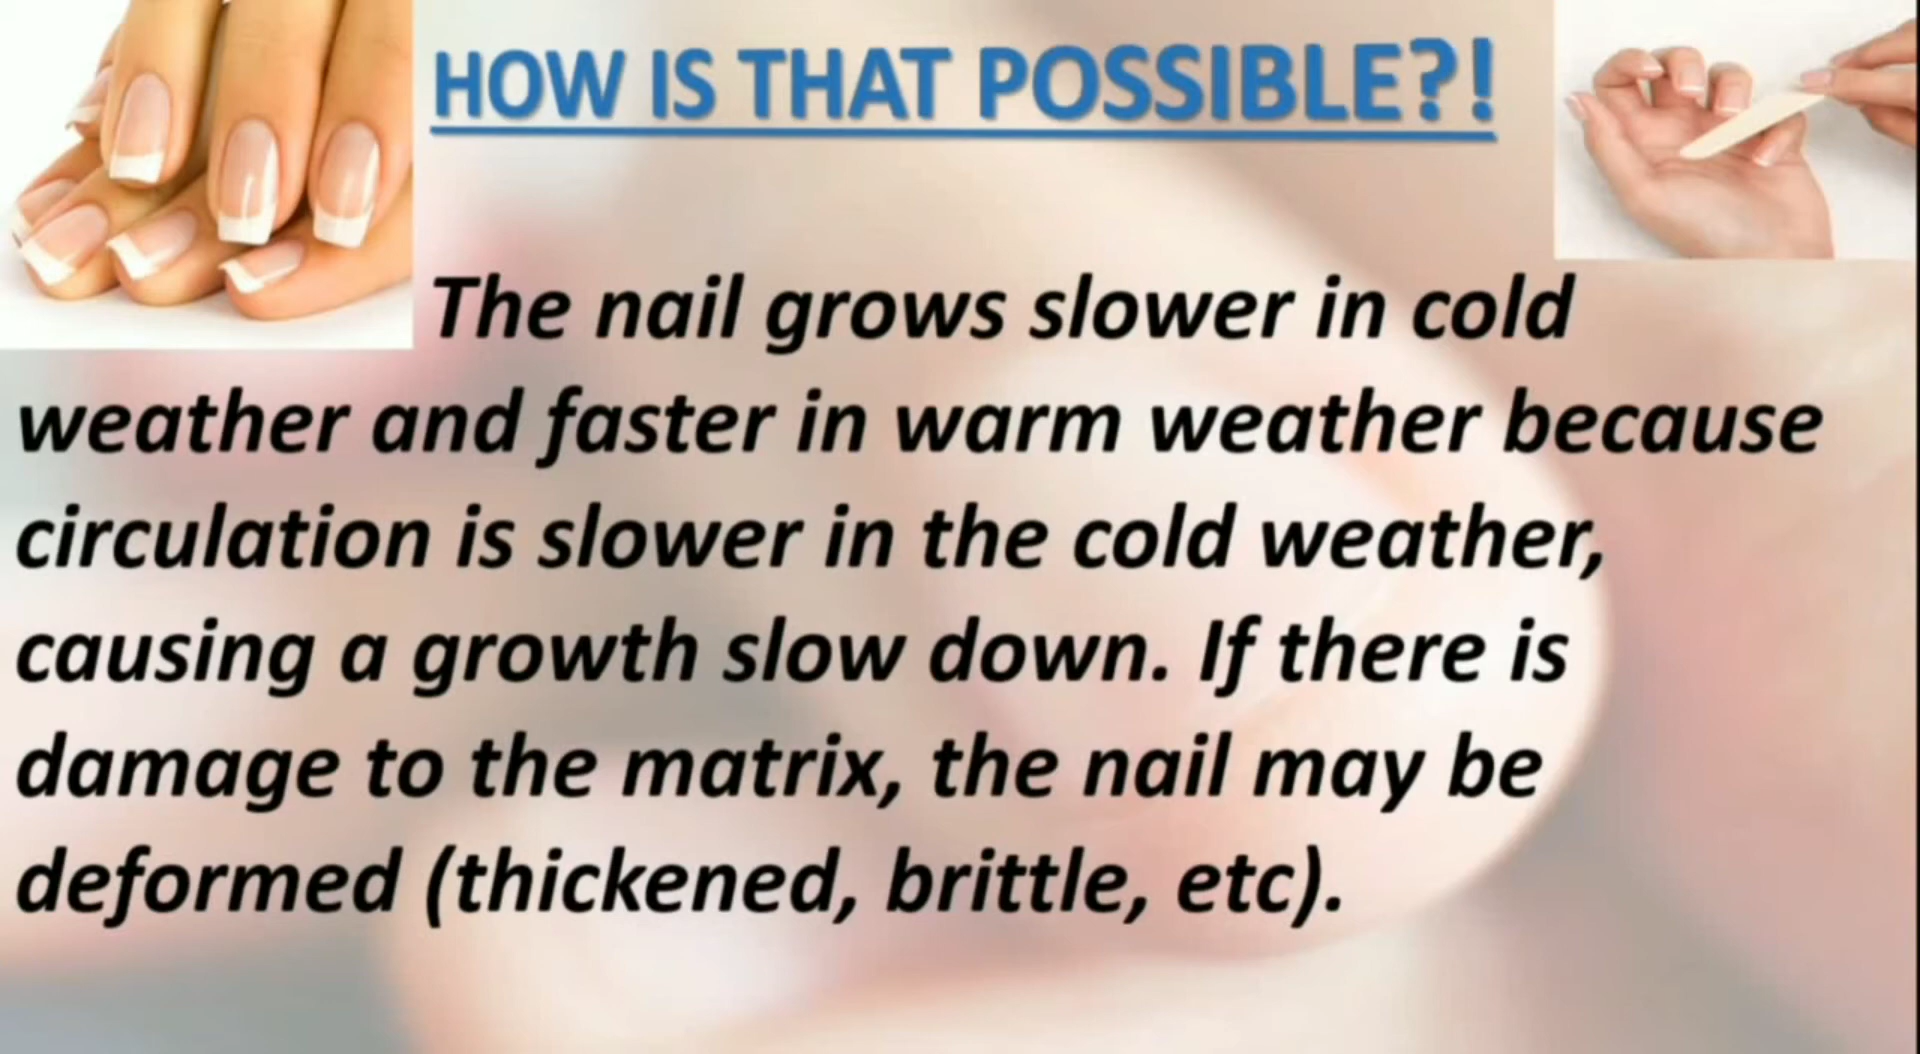 HOW IS THAT POSSIBLE?!
The nail grows slower in cold
weather and faster in warm weather because
circulation is slower in the cold weather,
causing a growth slow down. If there is
damage to the matrix, the nail may be
deformed (thickened, brittle, etc).